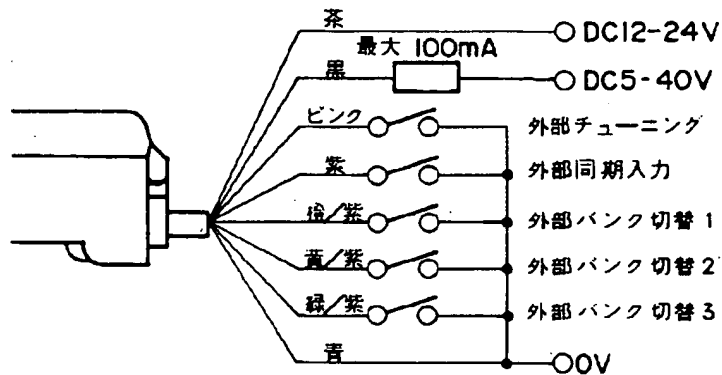 茶 DC12-24V
最大 100mA
黒 DC5-40V
ピンク 外部チューニング
紫 外部同期入力
橙/紫 外部バンク切替1
黄/紫 外部バンク切替2
緑/紫 外部バンク切替3
青 0V